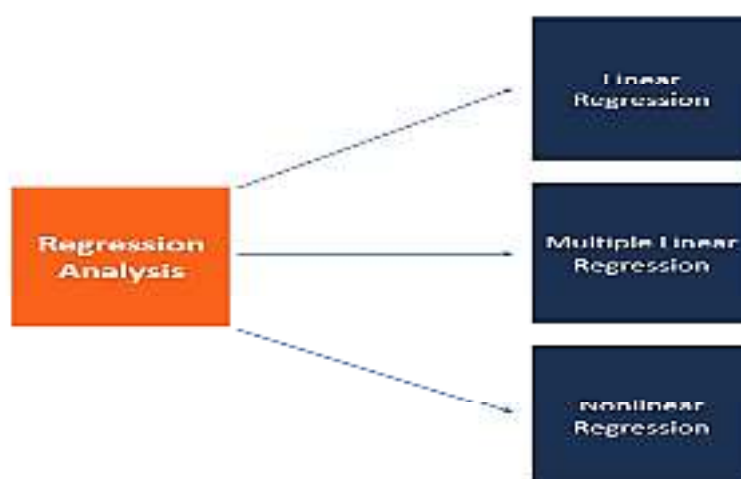 Regression
Analysis
Linear
Regression
Multiple Linear
Regression
Nonlinear
Regression